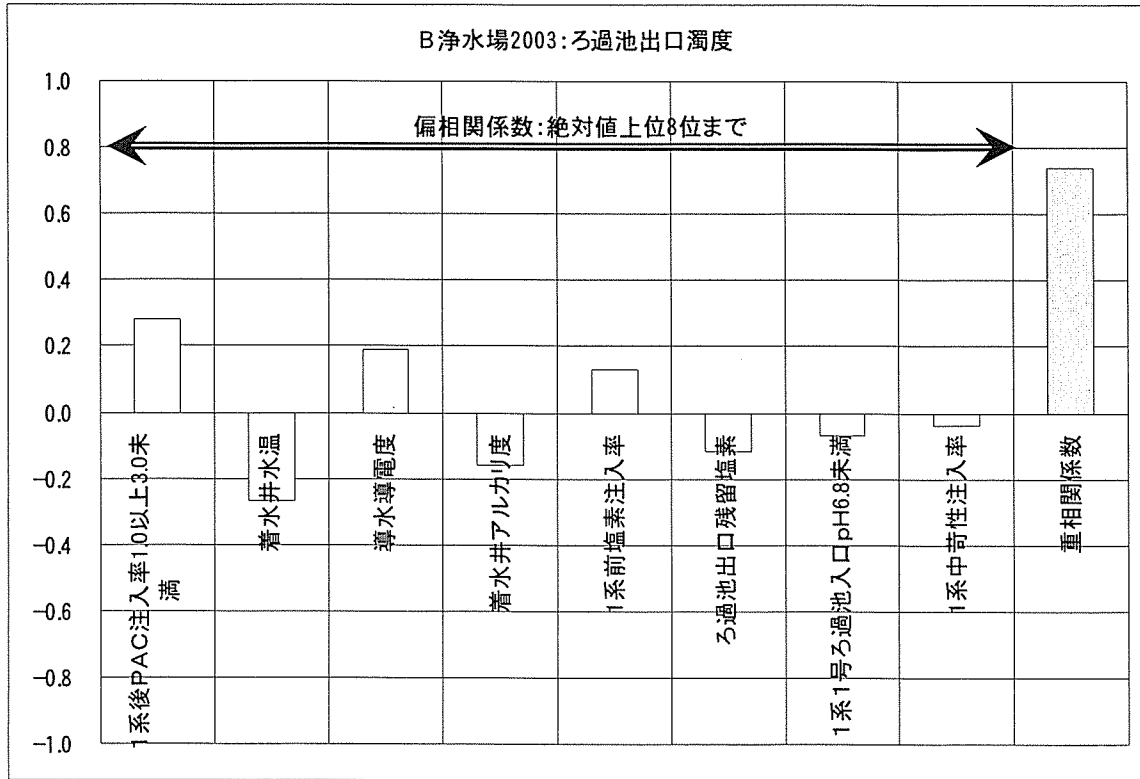 B浄水場2003:ろ過池出口濁度
偏相関係数:絶対値上位8位まで
1.0
0.8
0.6
0.4
0.2
0.0
-0.2
-0.4
-0.6
-0.8
-1.0
1系後PAC注入率1.0以上3.0未
満
着水井水温
導水導電度
着水井アルカリ度
1系前塩素注入率
ろ過池出口残留塩素
1系1号ろ過池入口pH6.8未満
1系中苛性注入率
重相関係数